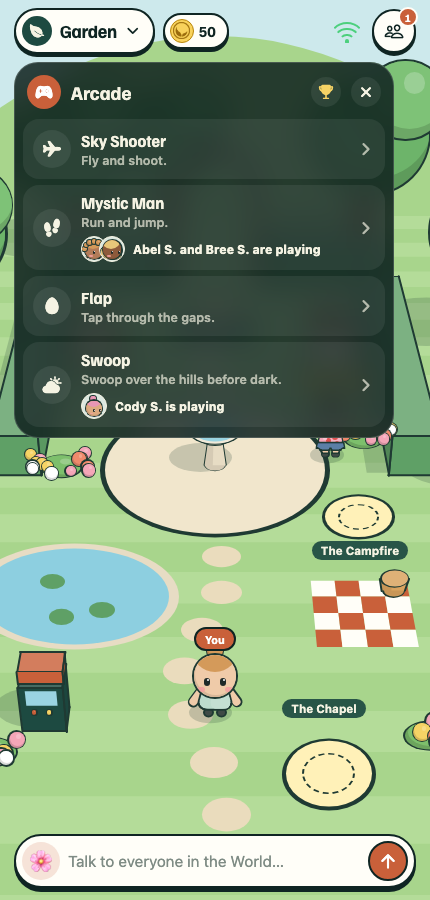 Garden
50
1
Arcade
Sky Shooter
Fly and shoot.
Mystic Man
Run and jump.
Abel S. and Bree S. are playing
Flap
Tap through the gaps.
Swoop
Swoop over the hills before dark.
Cody S. is playing
The Campfire
You
The Chapel
Talk to everyone in the World...